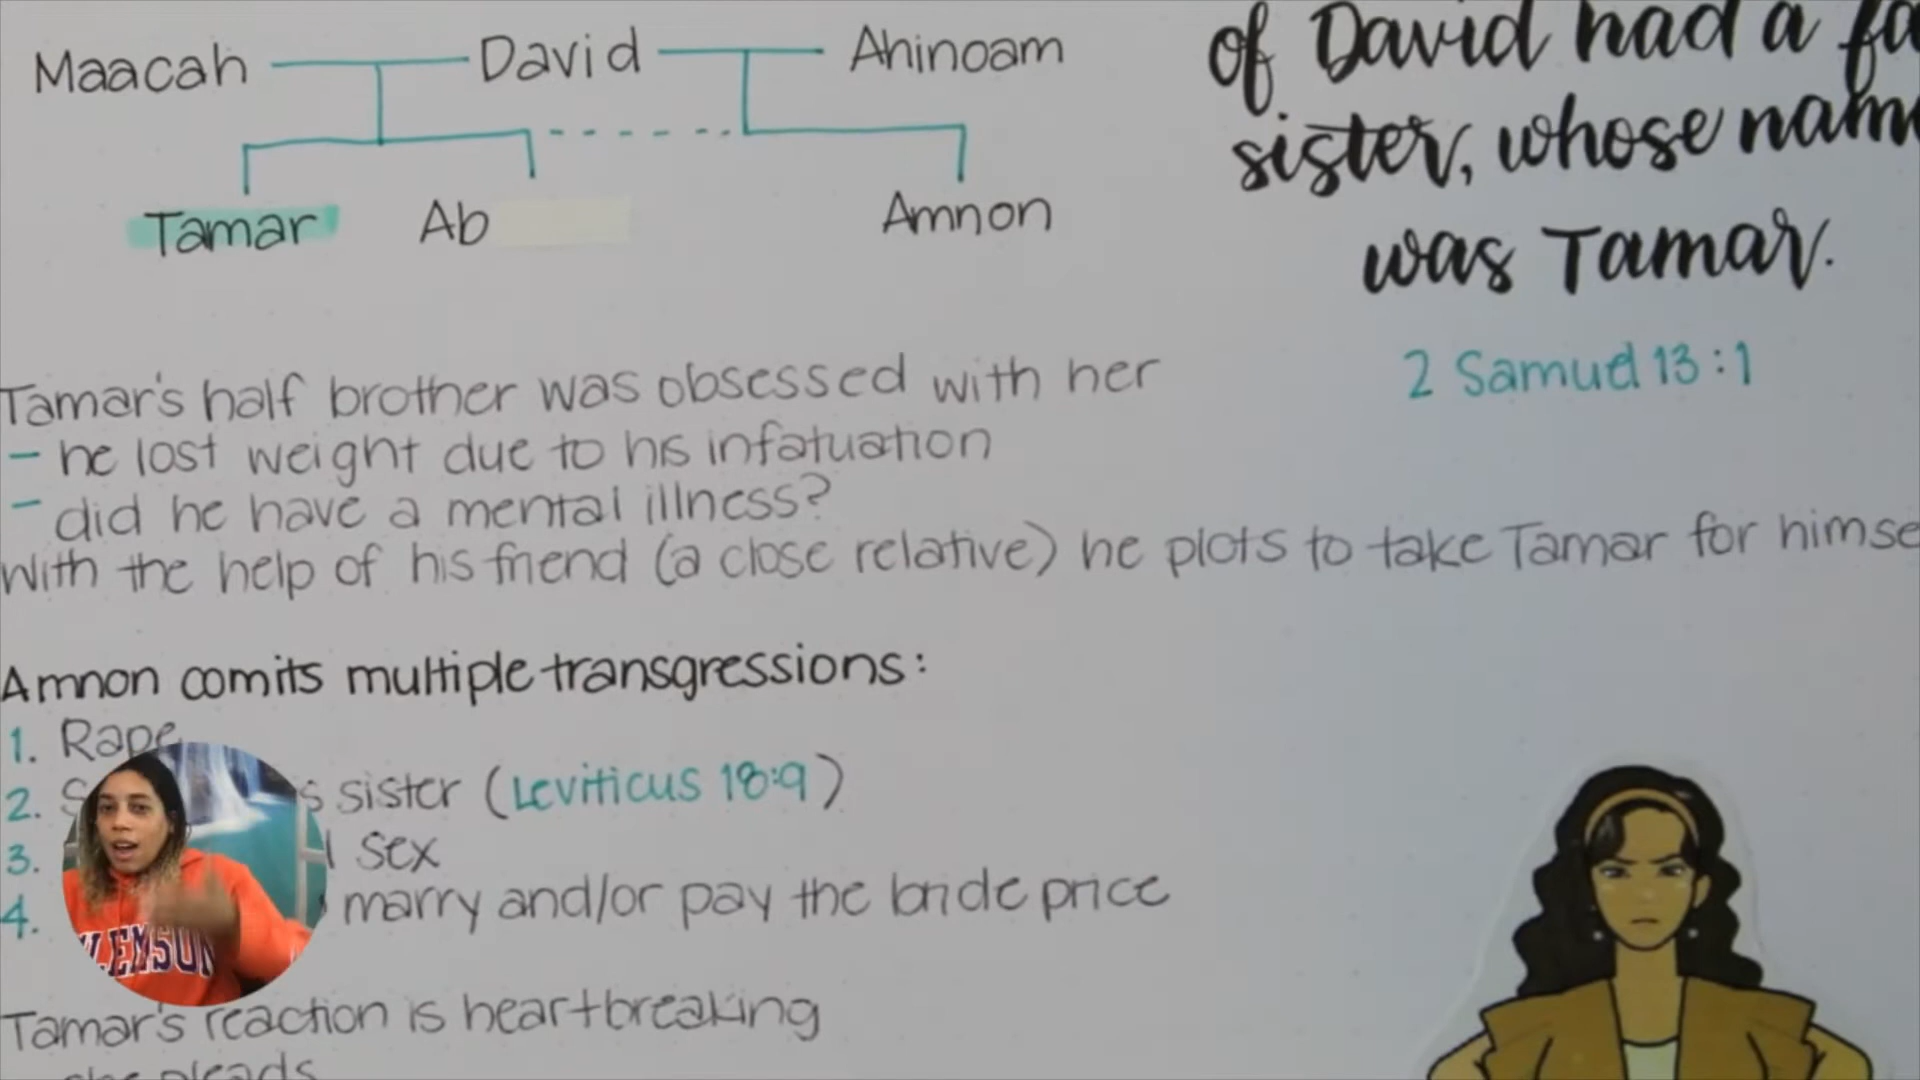 Maacah David Ahinoam
Tamar Ab Amnon
of David had a fa
sister, whose nam
was Tamar.
2 Samuel 13:1
Tamar's half brother was obsessed with her
- he lost weight due to his infatuation
- did he have a mental illness?
With the help of his friend (a close relative) he plots to take Tamar for himse
Amnon comits multiple transgressions:
1. Rape
2. sister (Leviticus 18:9)
3. sex
4. marry and/or pay the bride price
LEMSON
Tamar's reaction is heartbreaking
she pleads